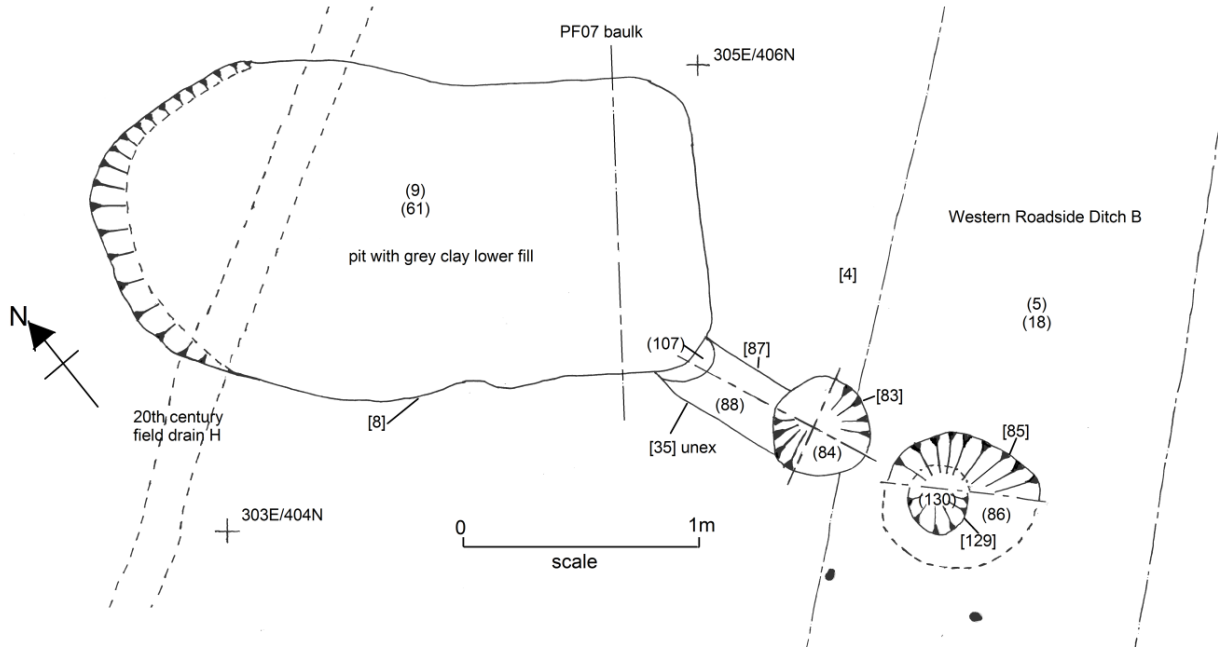 PF07 baulk
305E/406N
(9)
(61)
pit with grey clay lower fill
Western Roadside Ditch B
[4]
(5)
(18)
N
(107)
[87]
[83]
(88)
20th century
field drain H
[8]
[35] unex
(84)
[85]
(130)
(86)
[129]
303E/404N
0
1m
scale